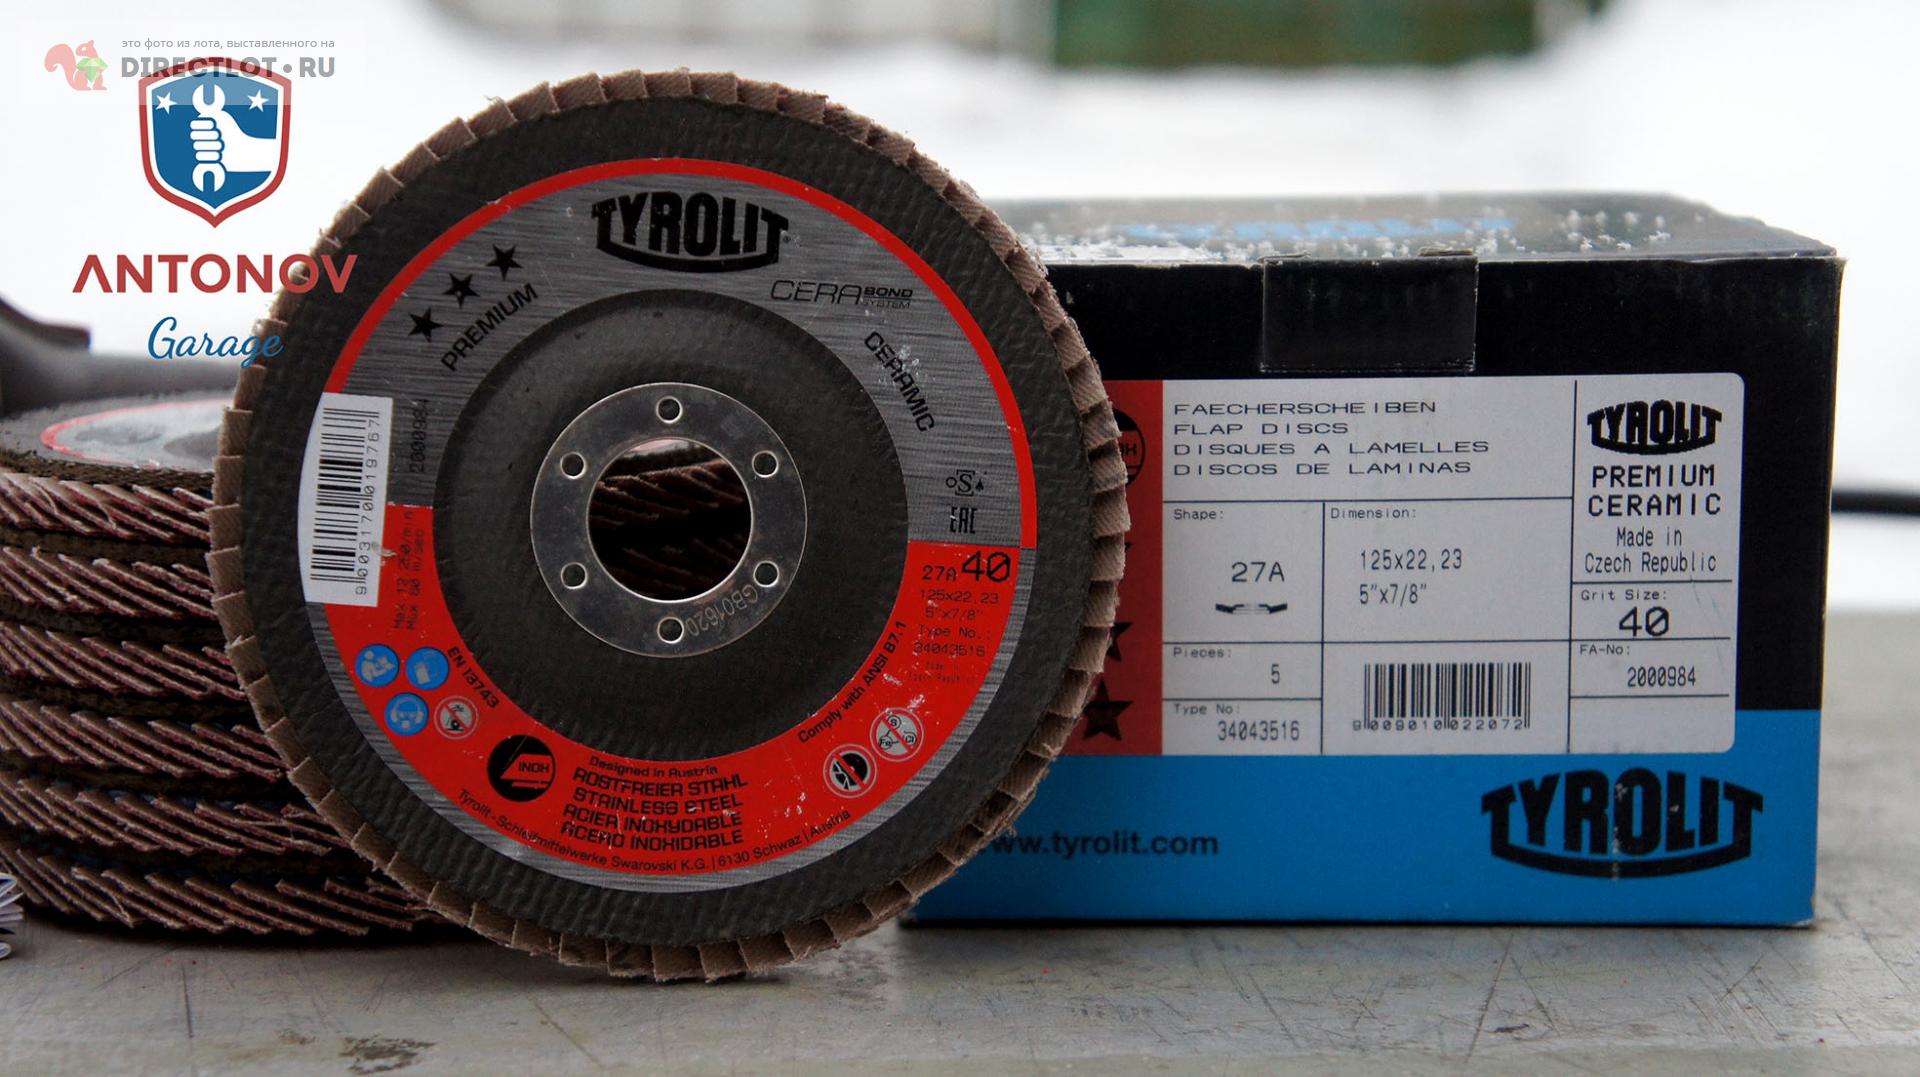 это фото из лота, выставленного на
DIRECTLOT•RU
ANTONOV
Garage
TYROLIT
PREMIUM
CERABOND
SYSTEM
CERAMIC
2000984
9003170019767
EAC
27A 40
125x22,23
5"x7/8"
Type No.:
34043516
GB01620
EN 13743
Comply with ANSI B7.1
INOX
Designed in Austria
ROSTFREIER STAHL
STAINLESS STEEL
ACIER INOXYDABLE
ACERO INOXIDABLE
Tyrolit - Schleifmittelwerke Swarovski K.G. | 6130 Schwaz | Austria
FAECHERSCHEIBEN
FLAP DISCS
DISQUES A LAMELLES
DISCOS DE LAMINAS
TYROLIT
PREMIUM
CERAMIC
Made in
Czech Republic
Shape:
27A
Dimension:
125x22,23
5"x7/8"
Grit Size:
40
Pieces:
5
FA-No:
2000984
Type No:
34043516
9009010022072
www.tyrolit.com
TYROLIT